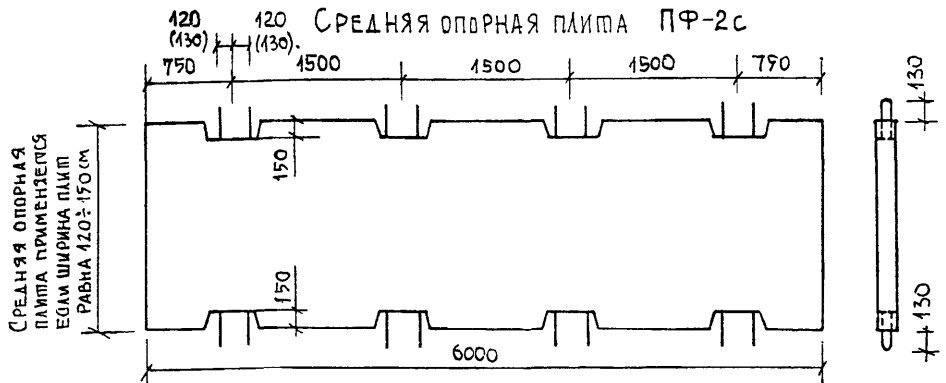 Средняя опорная плита ПФ-2с
120 120
(130) (130).
750 1500 1500 1500 750
130
150
Средняя опорная
плита применяется
если ширина плит
равна 120÷150 см
150
130
6000